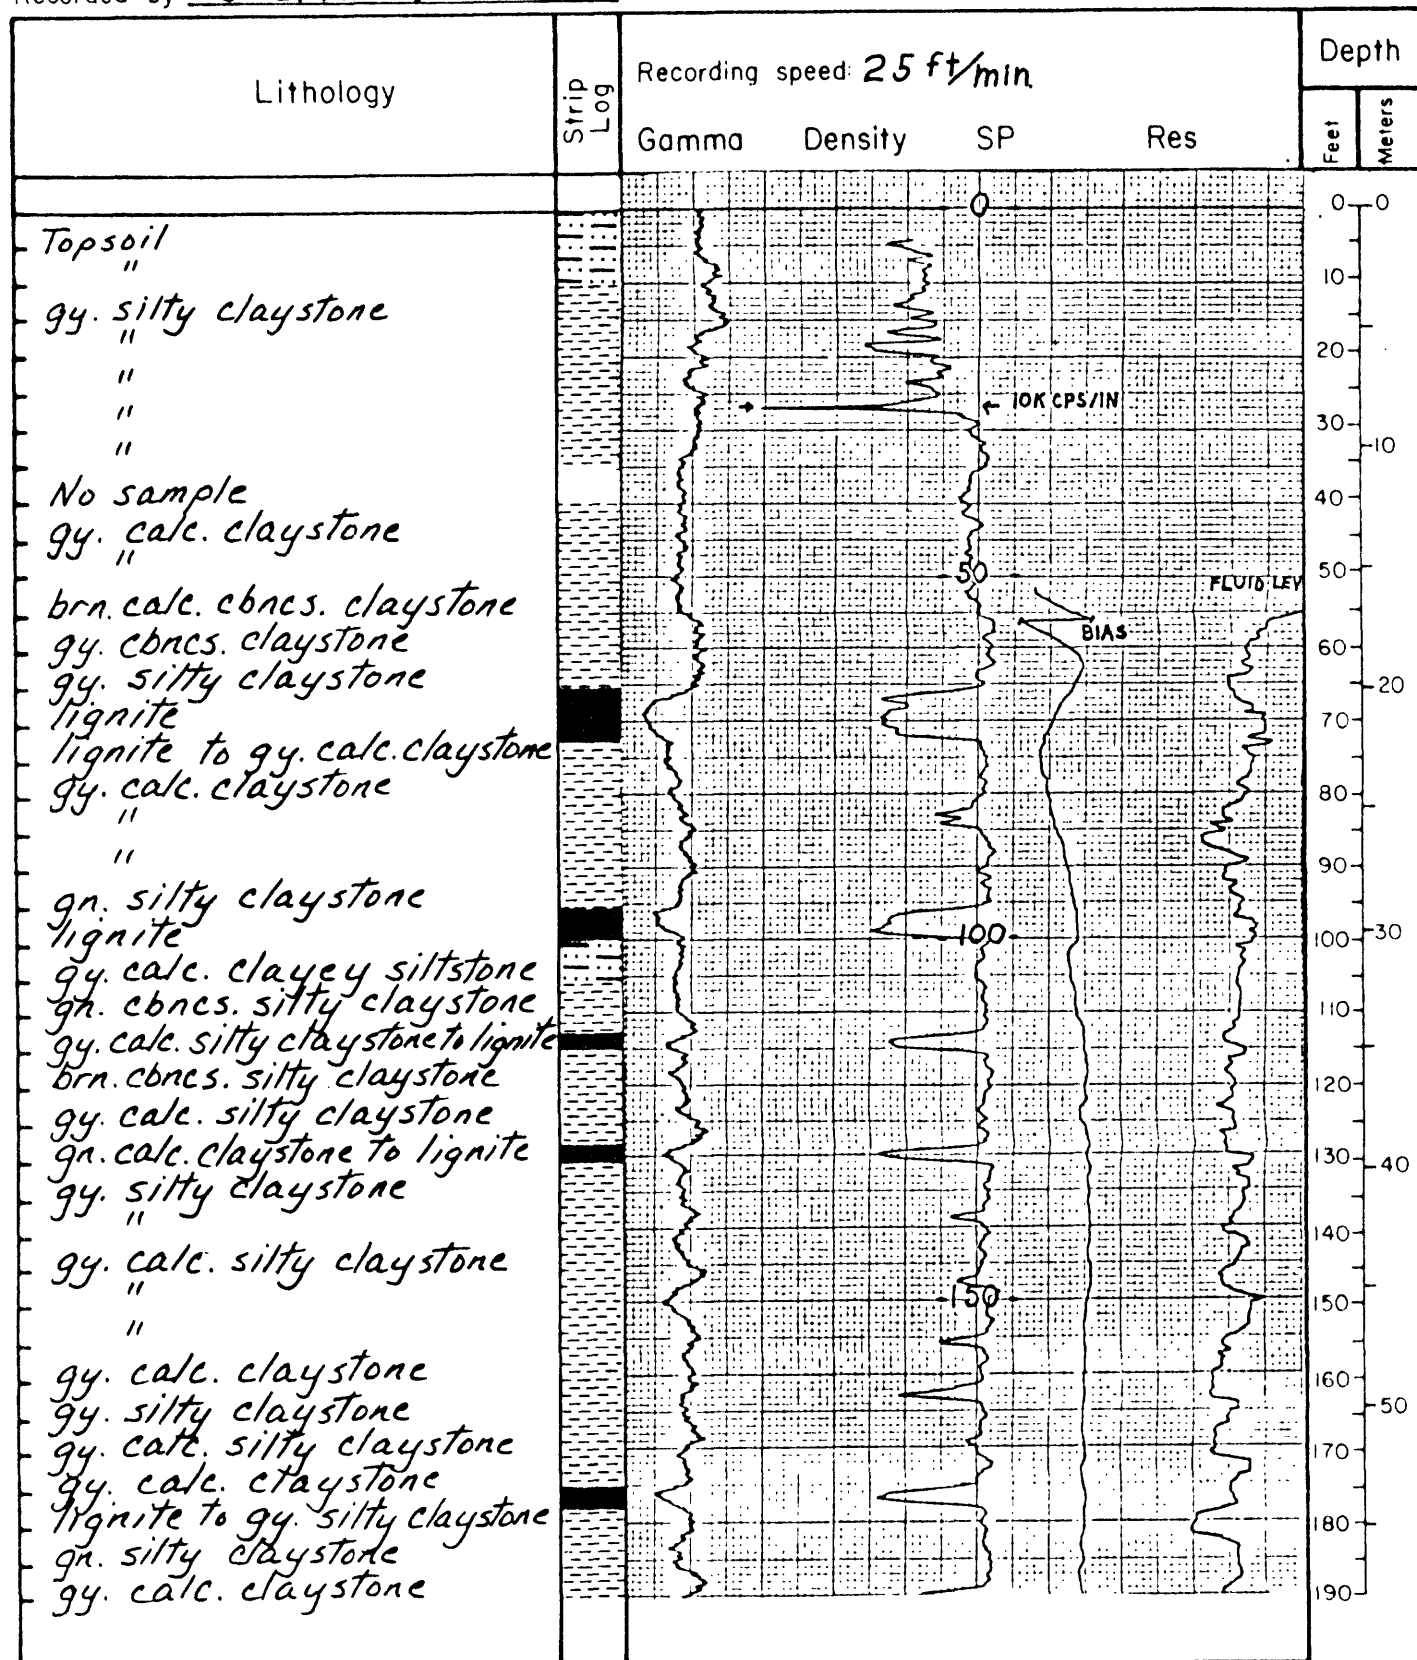 Recorded by
Lithology
Strip Log
Recording speed: 25 ft/min.
Gamma Density SP Res
Depth
Feet
Meters
0
0 0
Topsoil
"
10
gy. silty claystone
"
20
"
10K CPS/IN
"
30
10
"
No sample
40
gy. calc. claystone
"
50
50
FLUID LEV
brn. calc. cbncs. claystone
BIAS
gy. cbncs. claystone
60
gy. silty claystone
20
lignite
70
lignite to gy. calc. claystone
gy. calc. claystone
80
"
"
90
gn. silty claystone
lignite
100
100 30
gy. calc. clayey siltstone
gn. cbncs. silty claystone
110
gy. calc. silty claystone to lignite
brn. cbncs. silty claystone
120
gy. calc. silty claystone
gn. calc. claystone to lignite
130
40
gy. silty claystone
"
140
gy. calc. silty claystone
"
150
150
"
gy. calc. claystone
160
gy. silty claystone
50
gy. calc. silty claystone
170
gy. calc. claystone
lignite to gy. silty claystone
180
gn. silty claystone
gy. calc. claystone
190